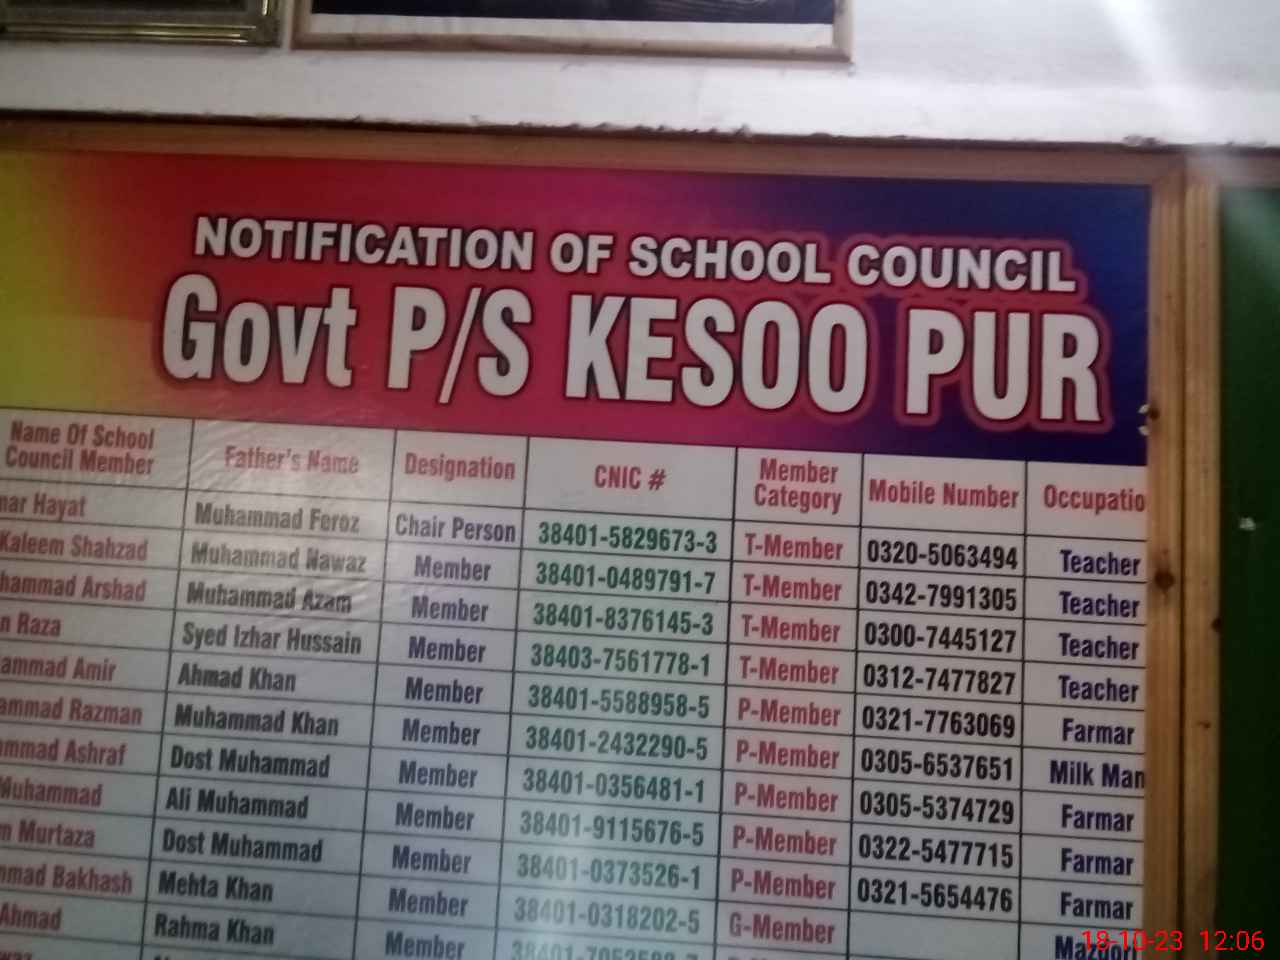 NOTIFICATION OF SCHOOL COUNCIL
Govt P/S KESOO PUR
Name Of School Council Member Father's Name Designation CNIC # Member Category Mobile Number Occupatio
Hayat Muhammad Feroz Chair Person 38401-5829673-3 T-Member 0320-5063494 Teacher
Kaleem Shahzad Muhammad Nawaz Member 38401-0489791-7 T-Member 0342-7991305 Teacher
hammad Arshad Muhammad Azam Member 38401-8376145-3 T-Member 0300-7445127 Teacher
n Raza Syed Izhar Hussain Member 38403-7561778-1 T-Member 0312-7477827 Teacher
ammad Amir Ahmad Khan Member 38401-5588958-5 P-Member 0321-7763069 Farmar
ammad Razman Muhammad Khan Member 38401-2432290-5 P-Member 0305-6537651 Milk Man
mmad Ashraf Dost Muhammad Member 38401-0356481-1 P-Member 0305-5374729 Farmar
Muhammad Ali Muhammad Member 38401-9115676-5 P-Member 0322-5477715 Farmar
m Murtaza Dost Muhammad Member 38401-0373526-1 P-Member 0321-5654476 Farmar
mmad Bakhash Mehta Khan Member 38401-0318202-5 G-Member
Ahmad Rahma Khan Member
18-10-23 12:06